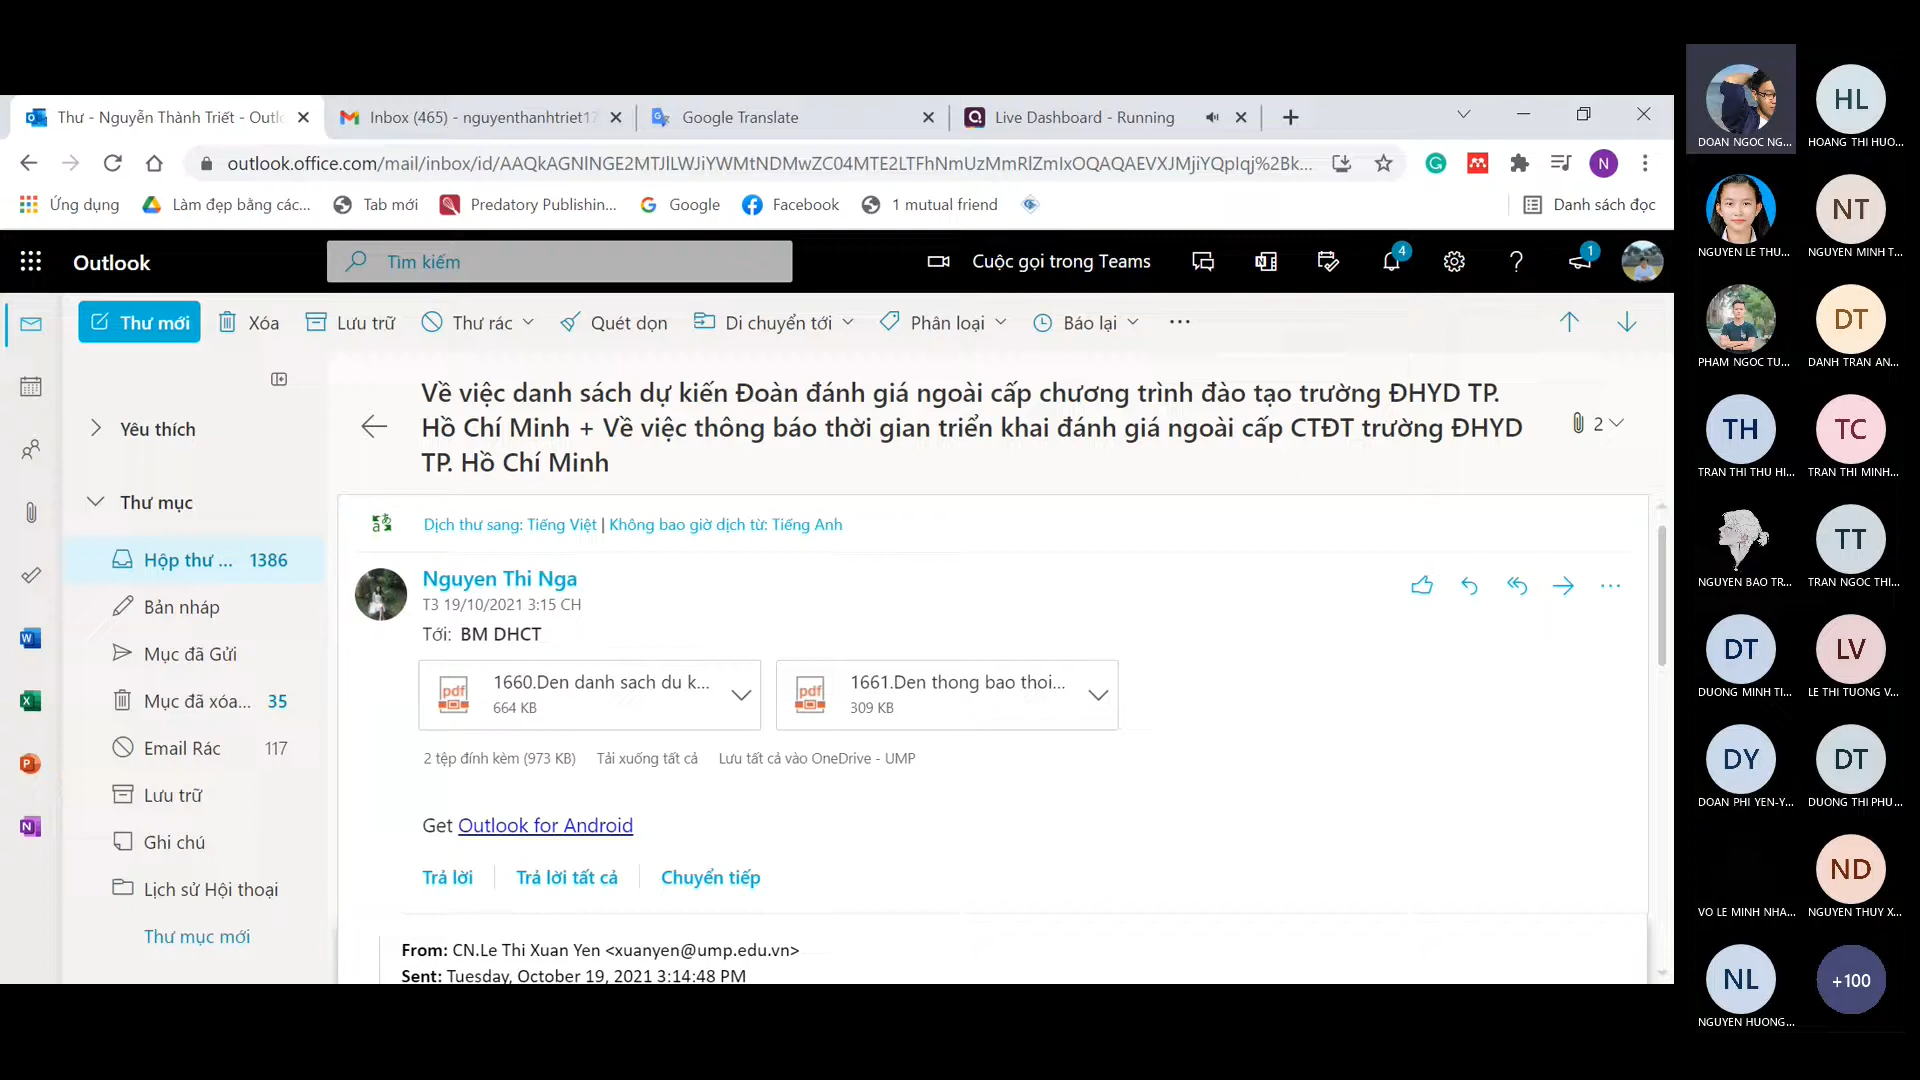 Thư - Nguyễn Thành Triết - Outl
Inbox (465) - nguyenthanhtriet17
Google Translate
Live Dashboard - Running
outlook.office.com/mail/inbox/id/AAQkAGNlNGE2MTJlLWJiYWMtNDMwZC04MTE2LTFhNmUzMmRlZmIxOQAQAEVXJMjiYQpIqj%2Bk...
N
Ứng dụng
Làm đẹp bằng các...
Tab mới
Predatory Publishin...
Google
Facebook
1 mutual friend
Danh sách đọc
Outlook
Tìm kiếm
Cuộc gọi trong Teams
4
1
Thư mới
Xóa
Lưu trữ
Thư rác
Quét dọn
Di chuyển tới
Phân loại
Báo lại
Yêu thích
Thư mục
Hộp thư ... 1386
Bản nháp
Mục đã Gửi
Mục đã xóa... 35
Email Rác 117
Lưu trữ
Ghi chú
Lịch sử Hội thoại
Thư mục mới
Về việc danh sách dự kiến Đoàn đánh giá ngoài cấp chương trình đào tạo trường ĐHYD TP.
Hồ Chí Minh + Về việc thông báo thời gian triển khai đánh giá ngoài cấp CTĐT trường ĐHYD
TP. Hồ Chí Minh
2
Dịch thư sang: Tiếng Việt | Không bao giờ dịch từ: Tiếng Anh
Nguyen Thi Nga
T3 19/10/2021 3:15 CH
Tới: BM DHCT
pdf
1660.Den danh sach du k...
664 KB
pdf
1661.Den thong bao thoi...
309 KB
2 tệp đính kèm (973 KB) Tải xuống tất cả Lưu tất cả vào OneDrive - UMP
Get Outlook for Android
Trả lời
Trả lời tất cả
Chuyển tiếp
From: CN.Le Thi Xuan Yen <xuanyen@ump.edu.vn>
Sent: Tuesday, October 19, 2021 3:14:48 PM
DOAN NGOC NG...
HL
HOANG THI HUO...
NGUYEN LE THU...
NT
NGUYEN MINH T...
PHAM NGOC TU...
DT
DANH TRAN AN...
TH
TRAN THI THU HI...
TC
TRAN THI MINH...
NGUYEN BAO TR...
TT
TRAN NGOC THI...
DT
DUONG MINH TI...
LV
LE THI TUONG V...
DY
DOAN PHI YEN-Y...
DT
DUONG THI PHU...
VO LE MINH NHA...
ND
NGUYEN THUY X...
NL
NGUYEN HUONG...
+100